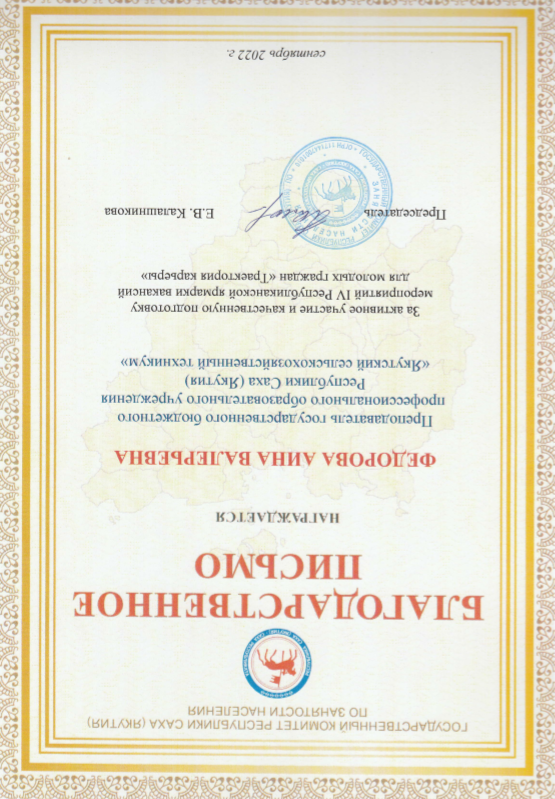 ГОСУДАРСТВЕННЫЙ КОМИТЕТ РЕСПУБЛИКИ САХА (ЯКУТИЯ)
ПО ЗАНЯТОСТИ НАСЕЛЕНИЯ
БЛАГОДАРСТВЕННОЕ
ПИСЬМО
НАГРАЖДАЕТСЯ
ФЕДОРОВА АННА ВАЛЕРЬЕВНА
Преподаватель государственного бюджетного
профессионального образовательного учреждения
Республики Саха (Якутия)
«Якутский сельскохозяйственный техникум»
За активное участие и качественную подготовку
мероприятий IV Республиканской ярмарки вакансий
для молодых граждан «Траектория карьеры»
Председатель Е.В. Калашникова
сентябрь 2022 г.